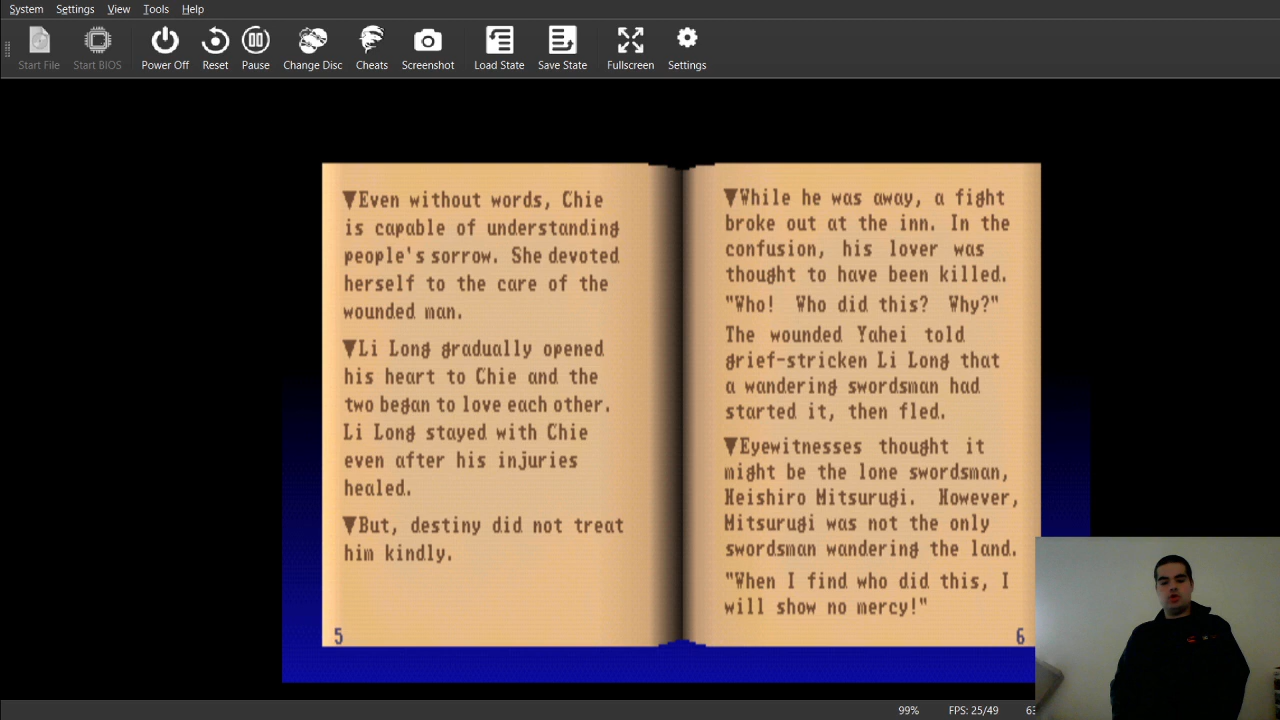 System Settings View Tools Help
Start File Start BIOS Power Off Reset Pause Change Disc Cheats Screenshot Load State Save State Fullscreen Settings
▼Even without words, Chie
is capable of understanding
people's sorrow. She devoted
herself to the care of the
wounded man.
▼Li Long gradually opened
his heart to Chie and the
two began to love each other.
Li Long stayed with Chie
even after his injuries
healed.
▼But, destiny did not treat
him kindly.
5
▼While he was away, a fight
broke out at the inn. In the
confusion, his lover was
thought to have been killed.
"Who! Who did this? Why?"
The wounded Yahei told
grief-stricken Li Long that
a wandering swordsman had
started it, then fled.
▼Eyewitnesses thought it
might be the lone swordsman,
Heishiro Mitsurugi. However,
Mitsurugi was not the only
swordsman wandering the land.
"When I find who did this, I
will show no mercy!"
6
99% FPS: 25/49